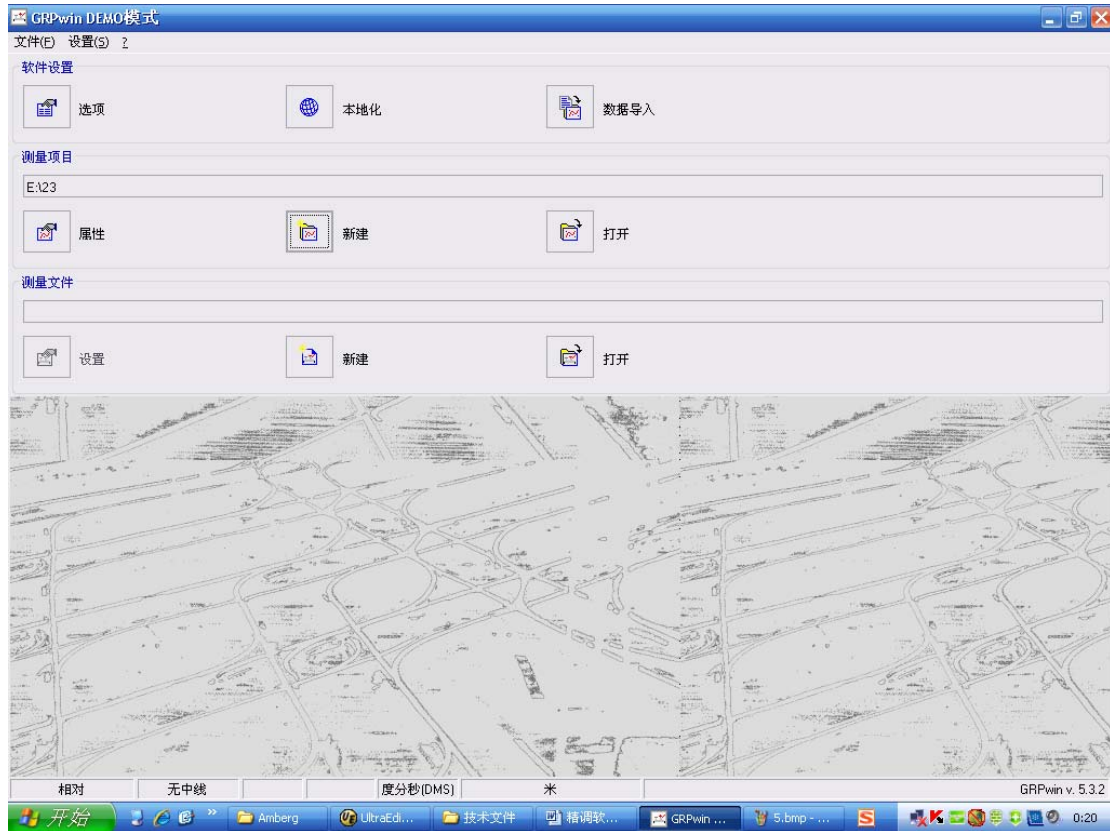 GRPwin DEMO模式
文件(F) 设置(S) ?
软件设置
选项 本地化 数据导入
测量项目
E:\23
属性 新建 打开
测量文件
设置 新建 打开
相对 无中线 度分秒(DMS) 米 GRPwin v. 5.3.2
开始 » Amberg UltraEdi... 技术文件 精调软... GRPwin ... 5.bmp - ... S K 0:20